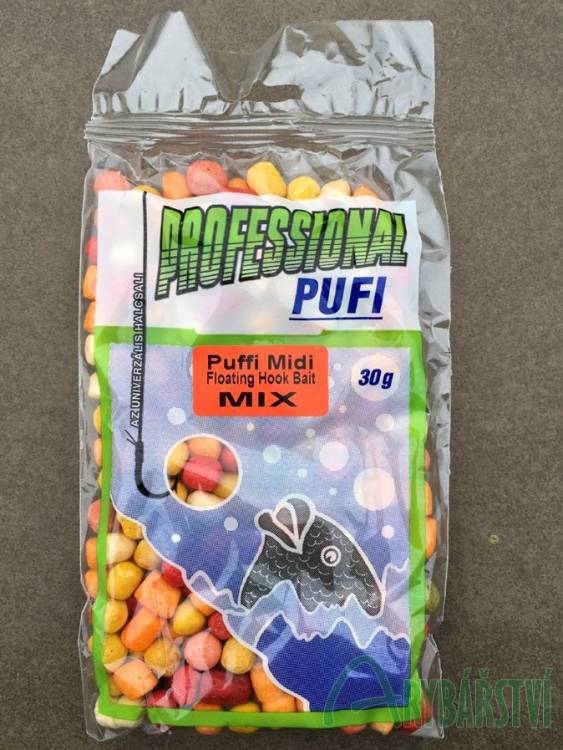 PROFESSIONAL
PUFI
AZ UNIVERZÁLIS HALCSALI
Puffi Midi
Floating Hook Bait
MIX
30g
RYBÁŘSTVÍ